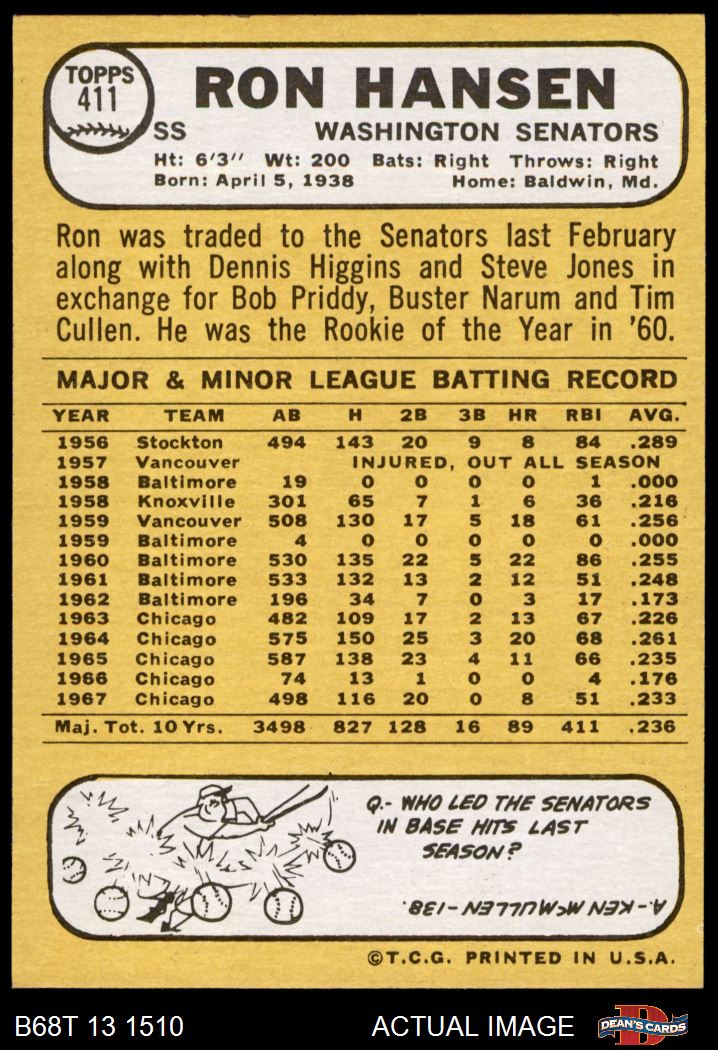 TOPPS
411
RON HANSEN
SS WASHINGTON SENATORS
Ht: 6'3" Wt: 200 Bats: Right Throws: Right
Born: April 5, 1938 Home: Baldwin, Md.
Ron was traded to the Senators last February
along with Dennis Higgins and Steve Jones in
exchange for Bob Priddy, Buster Narum and Tim
Cullen. He was the Rookie of the Year in '60.
MAJOR & MINOR LEAGUE BATTING RECORD
YEAR TEAM AB H 2B 3B HR RBI AVG.
1956 Stockton 494 143 20 9 8 84 .289
1957 Vancouver INJURED, OUT ALL SEASON
1958 Baltimore 19 0 0 0 0 1 .000
1958 Knoxville 301 65 7 1 6 36 .216
1959 Vancouver 508 130 17 5 18 61 .256
1959 Baltimore 4 0 0 0 0 0 .000
1960 Baltimore 530 135 22 5 22 86 .255
1961 Baltimore 533 132 13 2 12 51 .248
1962 Baltimore 196 34 7 0 3 17 .173
1963 Chicago 482 109 17 2 13 67 .226
1964 Chicago 575 150 25 3 20 68 .261
1965 Chicago 587 138 23 4 11 66 .235
1966 Chicago 74 13 1 0 0 4 .176
1967 Chicago 498 116 20 0 8 51 .233
Maj. Tot. 10 Yrs. 3498 827 128 16 89 411 .236
Q.- WHO LED THE SENATORS
IN BASE HITS LAST
SEASON?
A.- KEN McMULLEN -138.
©T.C.G. PRINTED IN U.S.A.
B68T 13 1510 ACTUAL IMAGE D DEAN'S CARDS